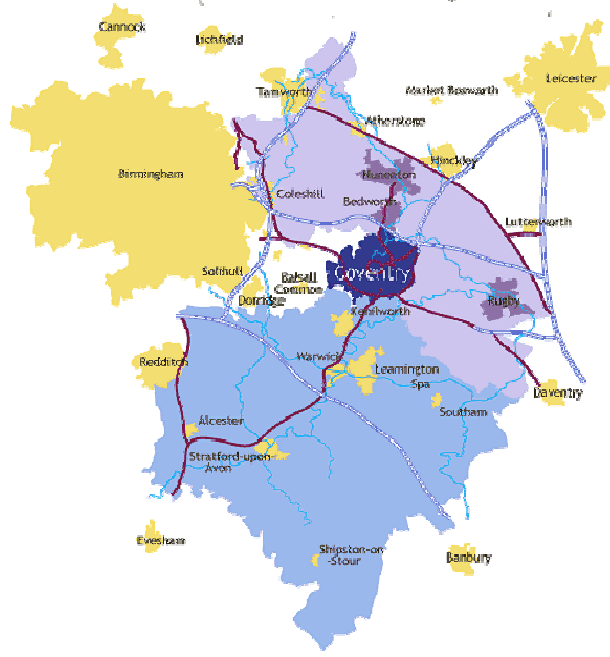 Cannock
Lichfield
Leicester
Tamworth
Market Bosworth
Atherstone
Hinckley
Birmingham
Nuneaton
Coleshill
Bedworth
Lutterworth
Solihull
Balsall
Common
Coventry
Dorridge
Rugby
Kenilworth
Redditch
Warwick
Leamington
Spa
Daventry
Southam
Alcester
Stratford-upon-
Avon
Evesham
Shipston-on
-Stour
Banbury